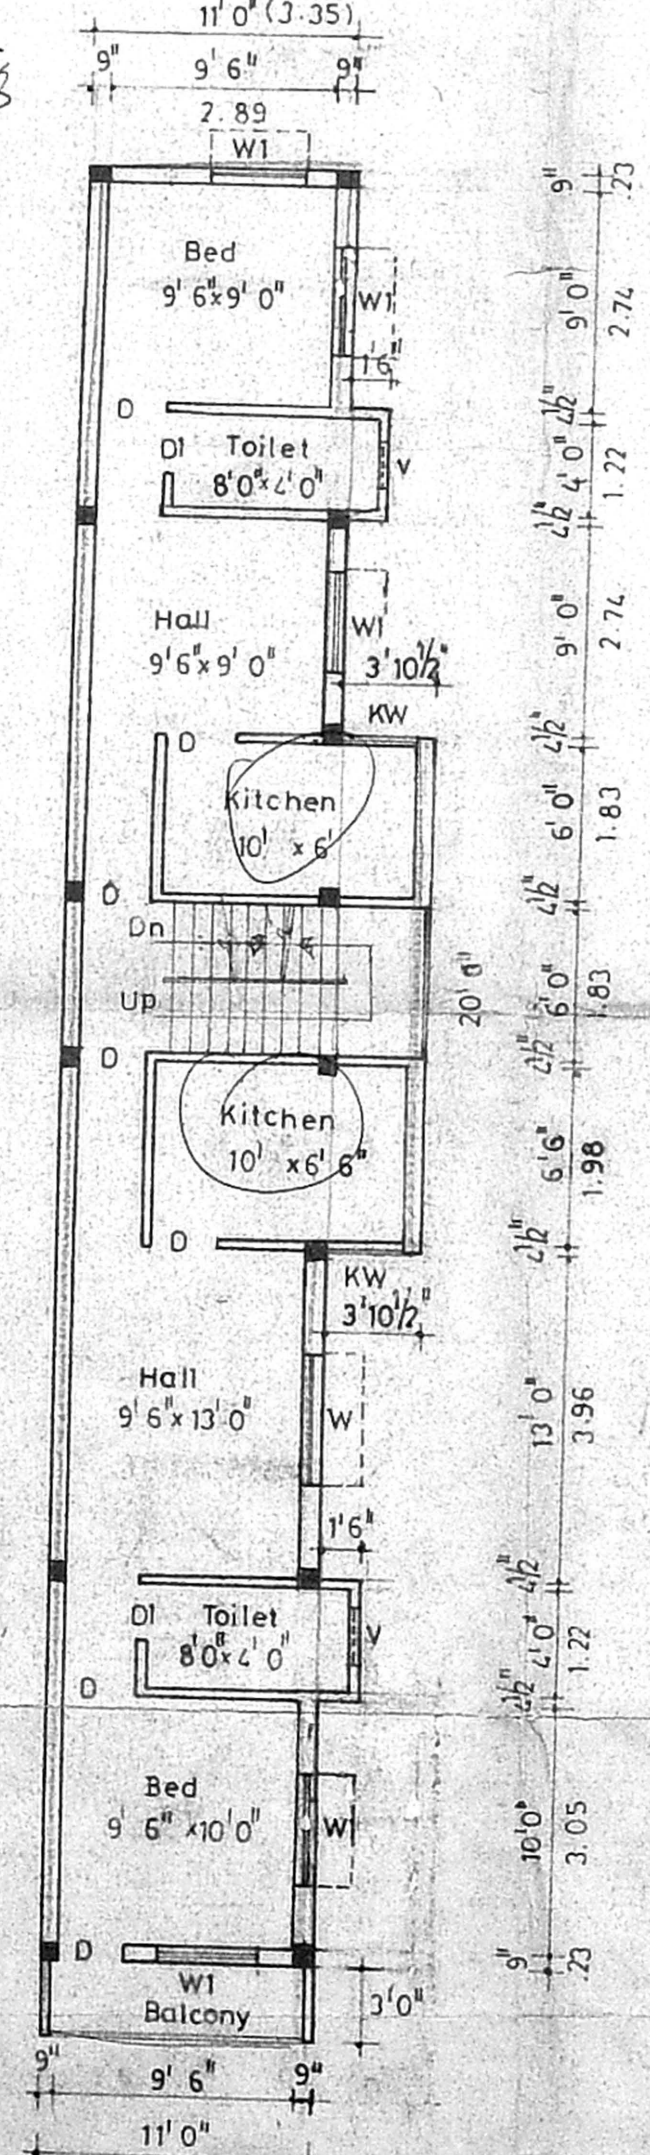 11'0" (3.35)
9" 9'6" 9"
2.89
W1
9" .23
Bed
9'6"x9'0"
W1
9'0" 2.74
1'6"
D
4½"
D1 Toilet V
8'0"x4'0"
4'0" 1.22
4½"
Hall
9'6"x9'0"
W1
9'0" 2.74
3'10½"
KW
D
4½"
Kitchen
10' x 6'
6'0" 1.83
D
4½"
Dn
20'0"
Up
6'0" 1.83
D
4½"
Kitchen
10' x6'6"
6'6" 1.98
D
4½"
KW
3'10½"
Hall
9'6"x13'0"
W
13'0" 3.96
1'6"
4½"
D1 Toilet V
8'0"x4'0"
4'0" 1.22
D
4½"
Bed
9'6"x10'0"
W1
10'0" 3.05
D
9" .23
W1
Balcony
3'0"
9" 9'6" 9"
11'0"